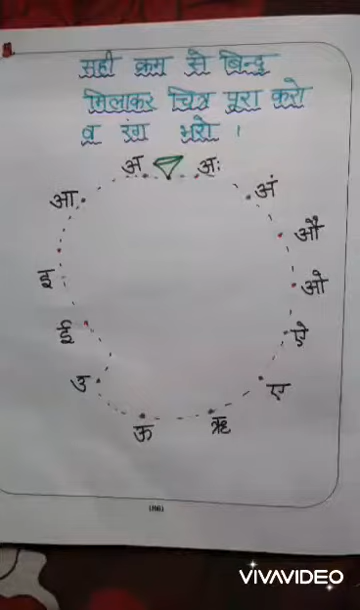 सही क्रम से बिन्दु
मिलाकर चित्र पूरा करो
व रंग भरो ।
अ अः
आ अं
औ
इ ओ
ई ऐ
उ ए
ऊ ऋ
VIVAVIDEO